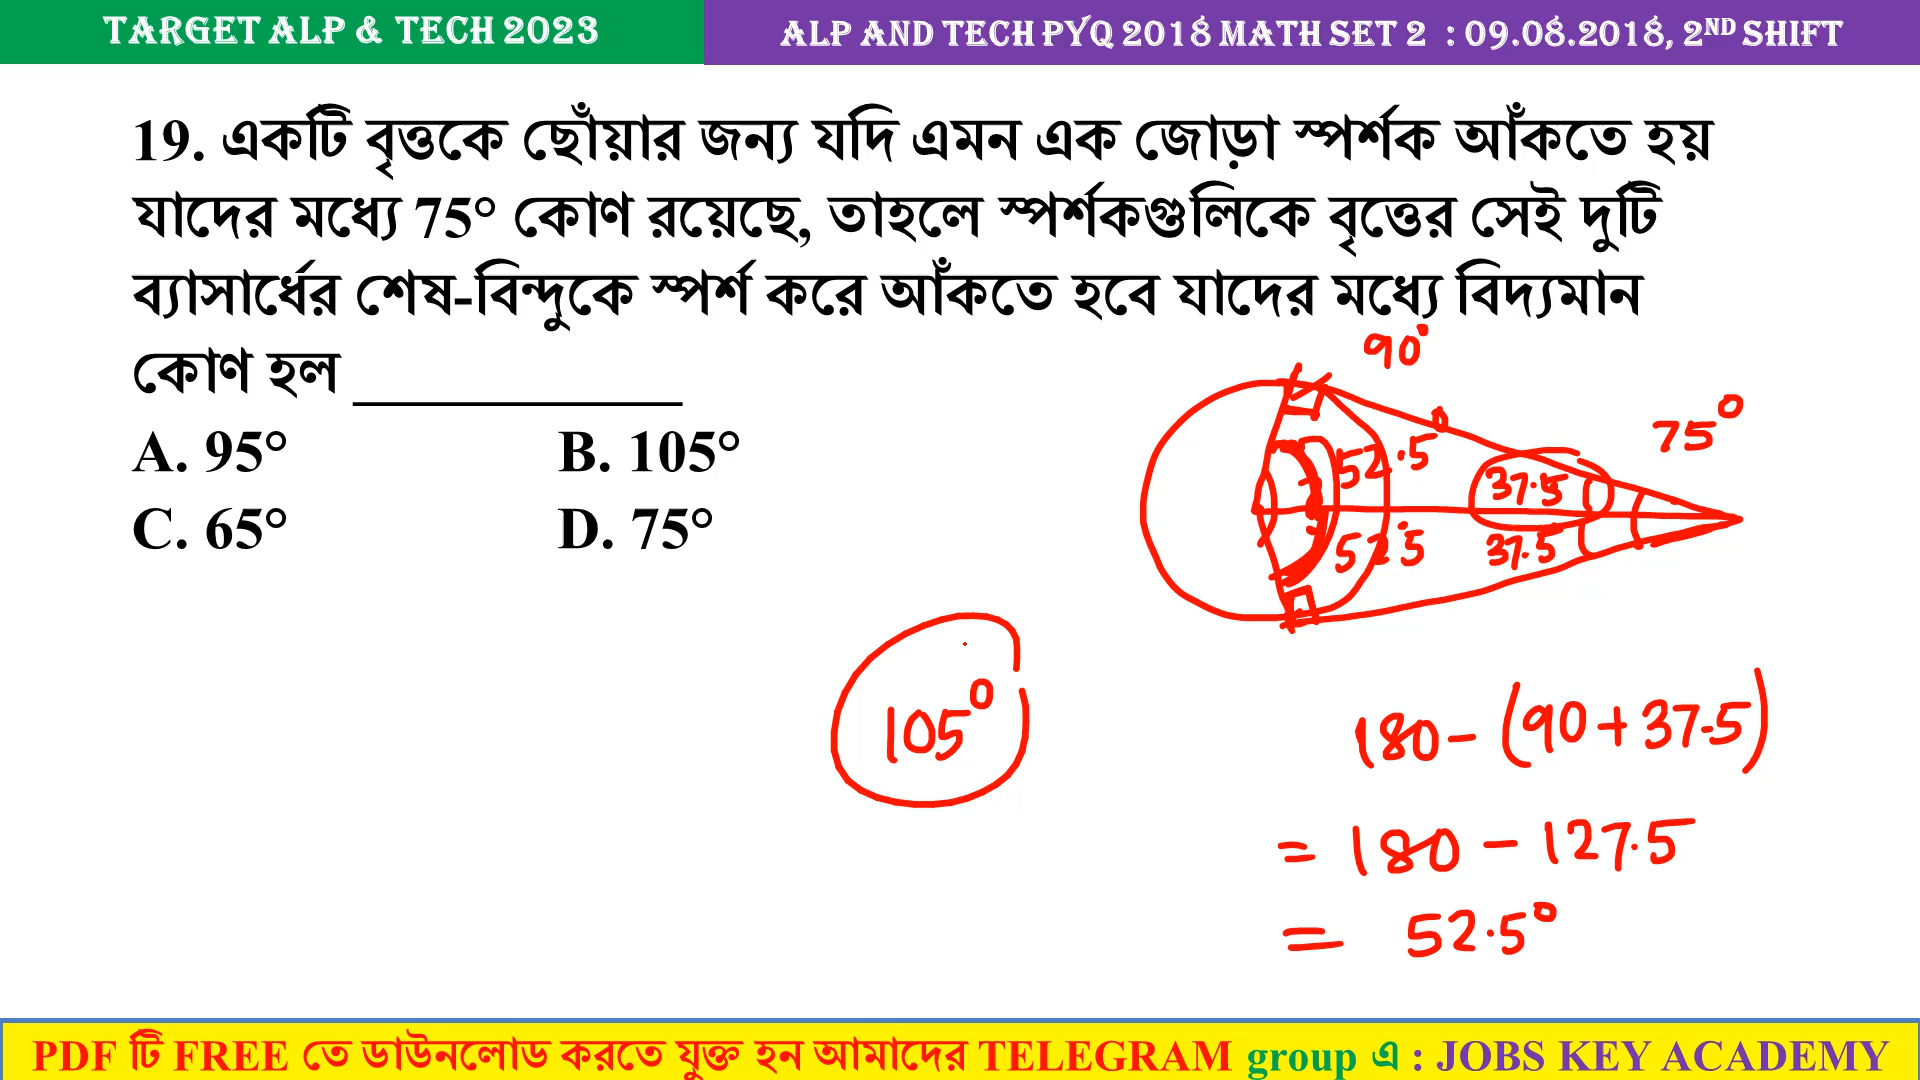 TARGET ALP & TECH 2023
ALP AND TECH PYQ 2018 MATH SET 2 : 09.08.2018, 2ND SHIFT
19. একটি বৃত্তকে ছোঁয়ার জন্য যদি এমন এক জোড়া স্পর্শক আঁকতে হয়
যাদের মধ্যে 75° কোণ রয়েছে, তাহলে স্পর্শকগুলিকে বৃত্তের সেই দুটি
ব্যাসার্ধের শেষ-বিন্দুকে স্পর্শ করে আঁকতে হবে যাদের মধ্যে বিদ্যমান
কোণ হল ____________
A. 95° B. 105°
C. 65° D. 75°
90°
75°
52.5°
37.5
52.5°
37.5
105°
180 - (90 + 37.5)
= 180 - 127.5
= 52.5°
PDF টি FREE তে ডাউনলোড করতে যুক্ত হন আমাদের TELEGRAM group এ : JOBS KEY ACADEMY